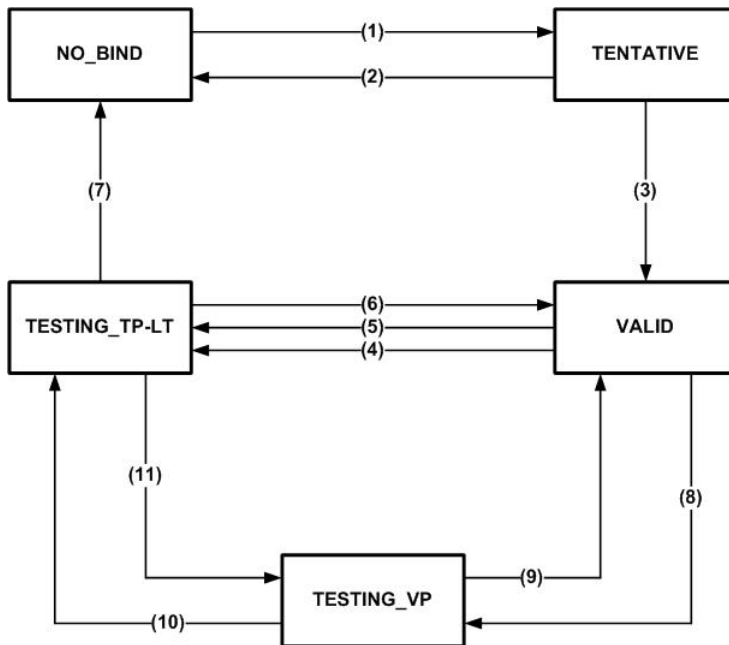 (1)
NO_BIND
TENTATIVE
(2)
(7)
(3)
(6)
TESTING_TP-LT
(5)
VALID
(4)
(11)
(8)
(9)
TESTING_VP
(10)